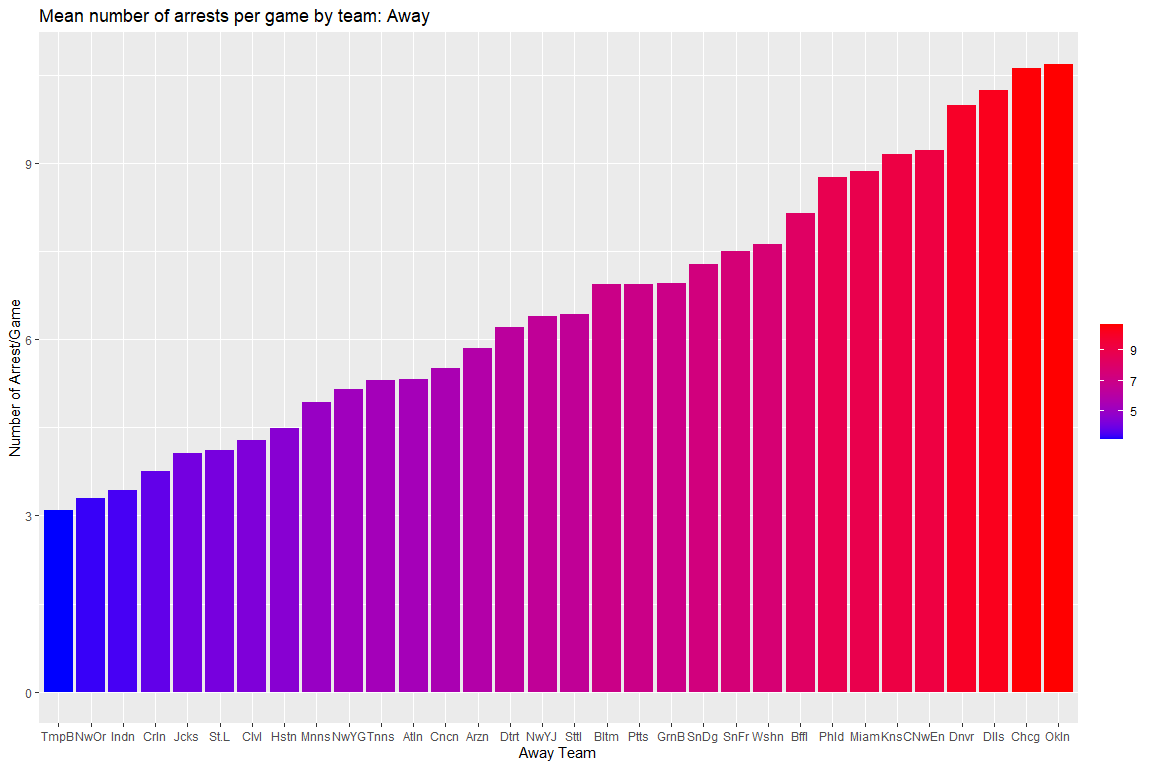 Mean number of arrests per game by team: Away
Number of Arrest/Game
9
6
3
0
9
7
5
TmpB NwOr Indn Crln Jcks St.L Clvl Hstn Mnns NwYG Tnns Atln Cncn Arzn Dtrt NwYJ Sttl Bltm Ptts GrnB SnDg SnFr Wshn Bffl Phld Miam KnsC NwEn Dnvr Dlls Chcg Okln
Away Team